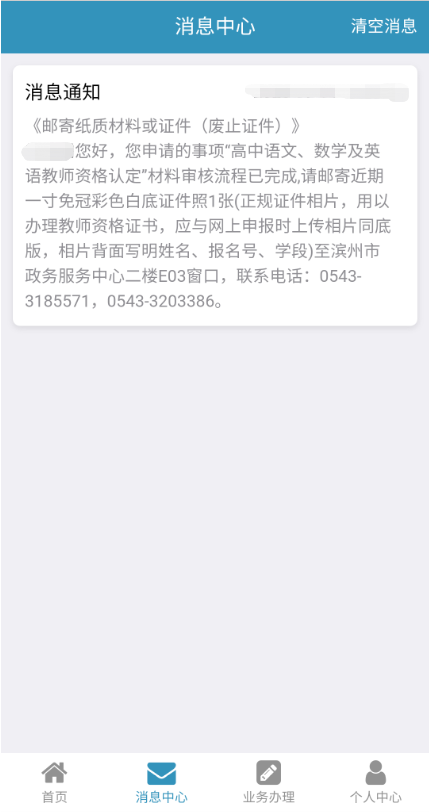 消息中心
清空消息
消息通知
《邮寄纸质材料或证件（废止证件）》
您好，您申请的事项“高中语文、数学及英
语教师资格认定”材料审核流程已完成,请邮寄近期
一寸免冠彩色白底证件照1张(正规证件相片，用以
办理教师资格证书，应与网上申报时上传相片同底
版，相片背面写明姓名、报名号、学段)至滨州市
政务服务中心二楼E03窗口，联系电话：0543-
3185571，0543-3203386。
首页
消息中心
业务办理
个人中心